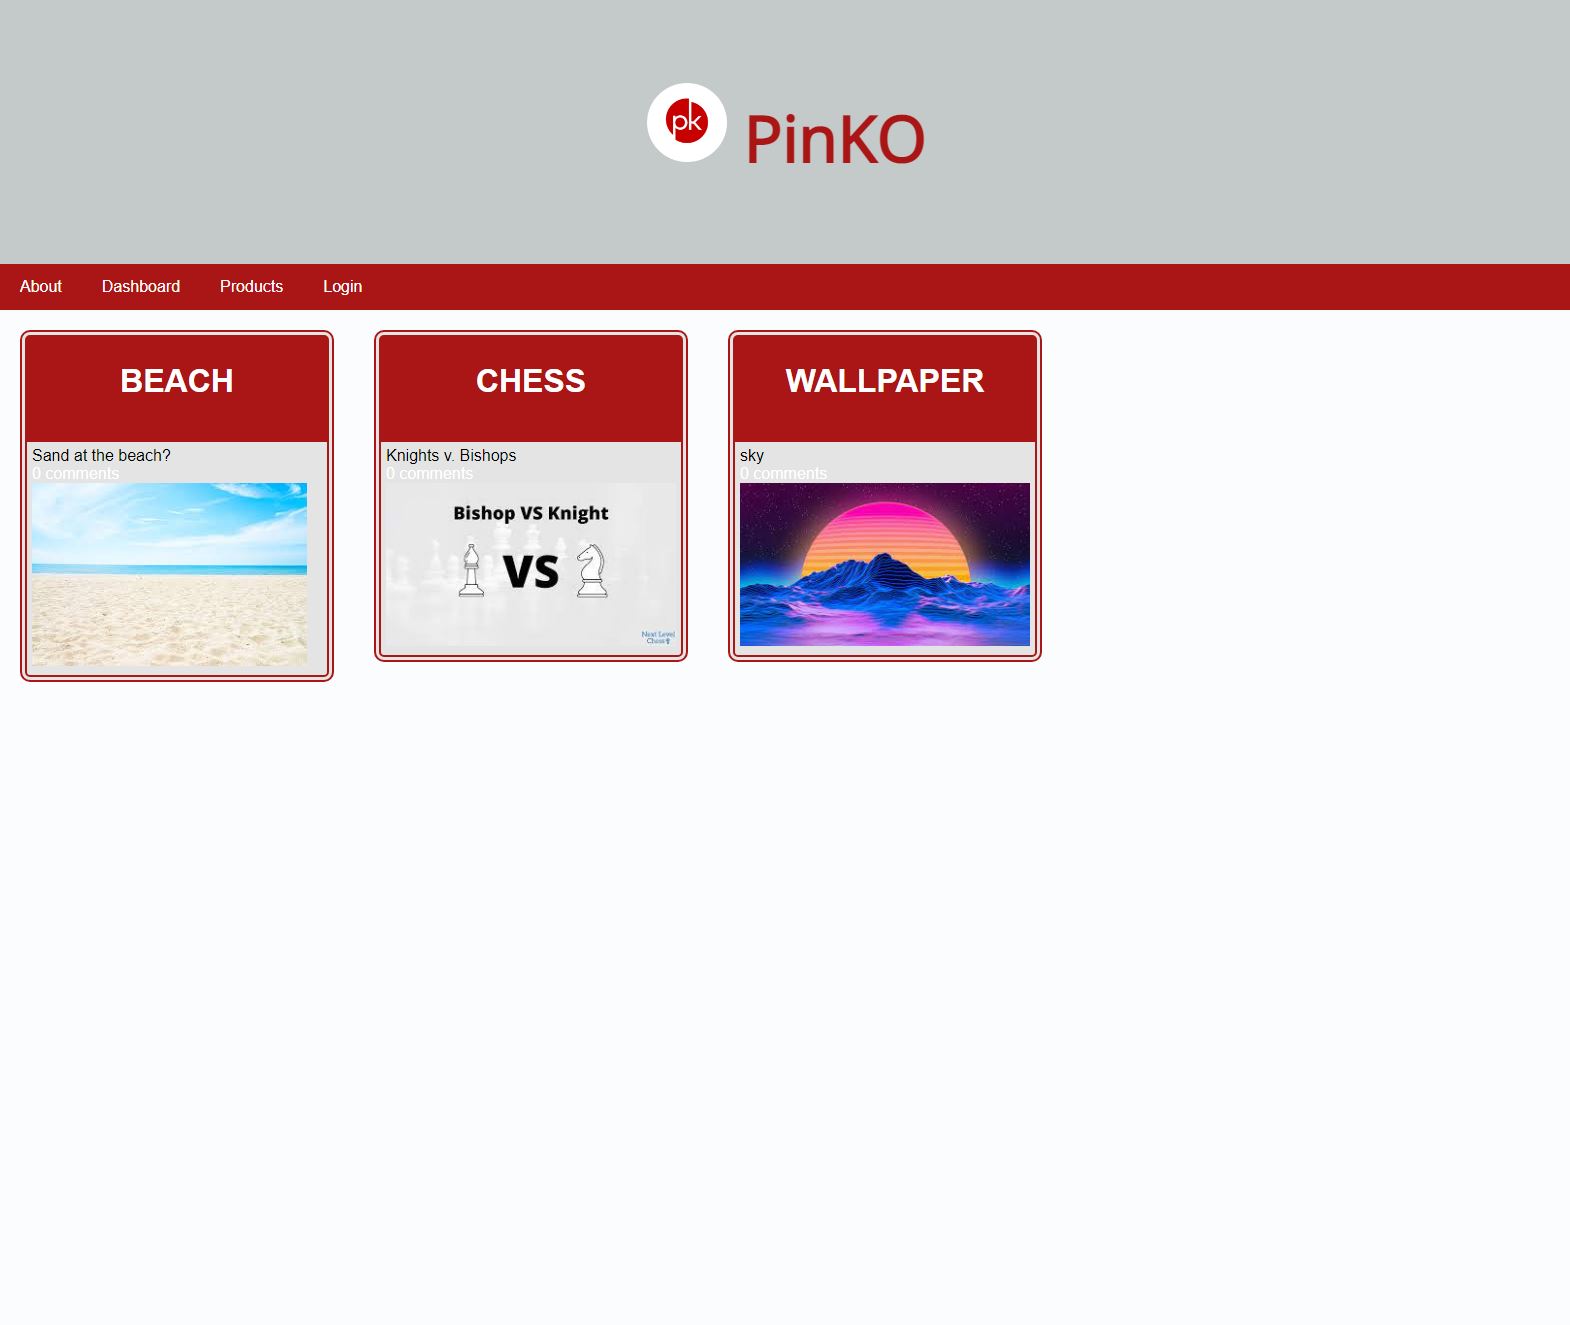 pk PinKO
About Dashboard Products Login
BEACH
Sand at the beach?
0 comments
CHESS
Knights v. Bishops
0 comments
Bishop VS Knight
VS
Next Level
Chess
WALLPAPER
sky
0 comments